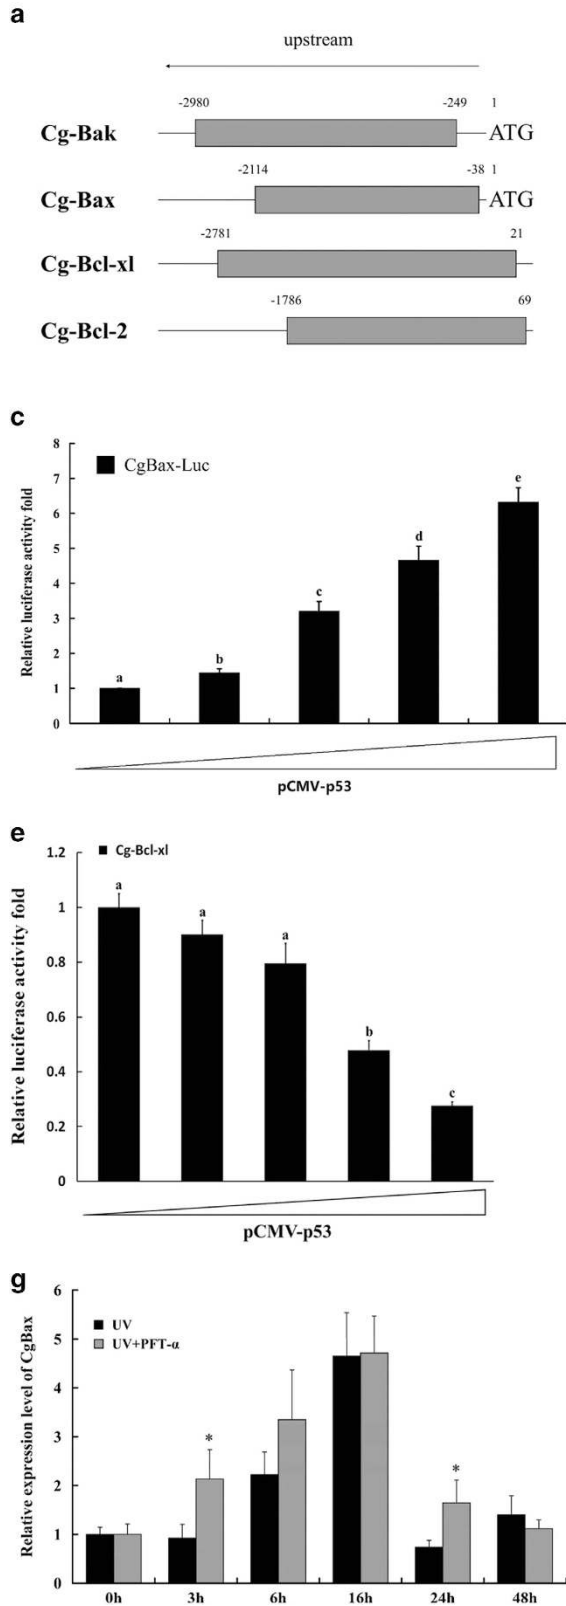 a
upstream
-2980 -249 1
Cg-Bak ATG
-2114 -38 1
Cg-Bax ATG
-2781 21
Cg-Bcl-xl
-1786 69
Cg-Bcl-2
c
CgBax-Luc
Relative luciferase activity fold
8
7
6
5
4
3
2
1
0
a b c d e
pCMV-p53
e
Cg-Bcl-xl
Relative luciferase activity fold
1.2
1
0.8
0.6
0.4
0.2
0
a a a b c
pCMV-p53
g
UV
UV+PFT-α
Relative expression level of CgBax
6
5
4
3
2
1
0
* *
0h 3h 6h 16h 24h 48h